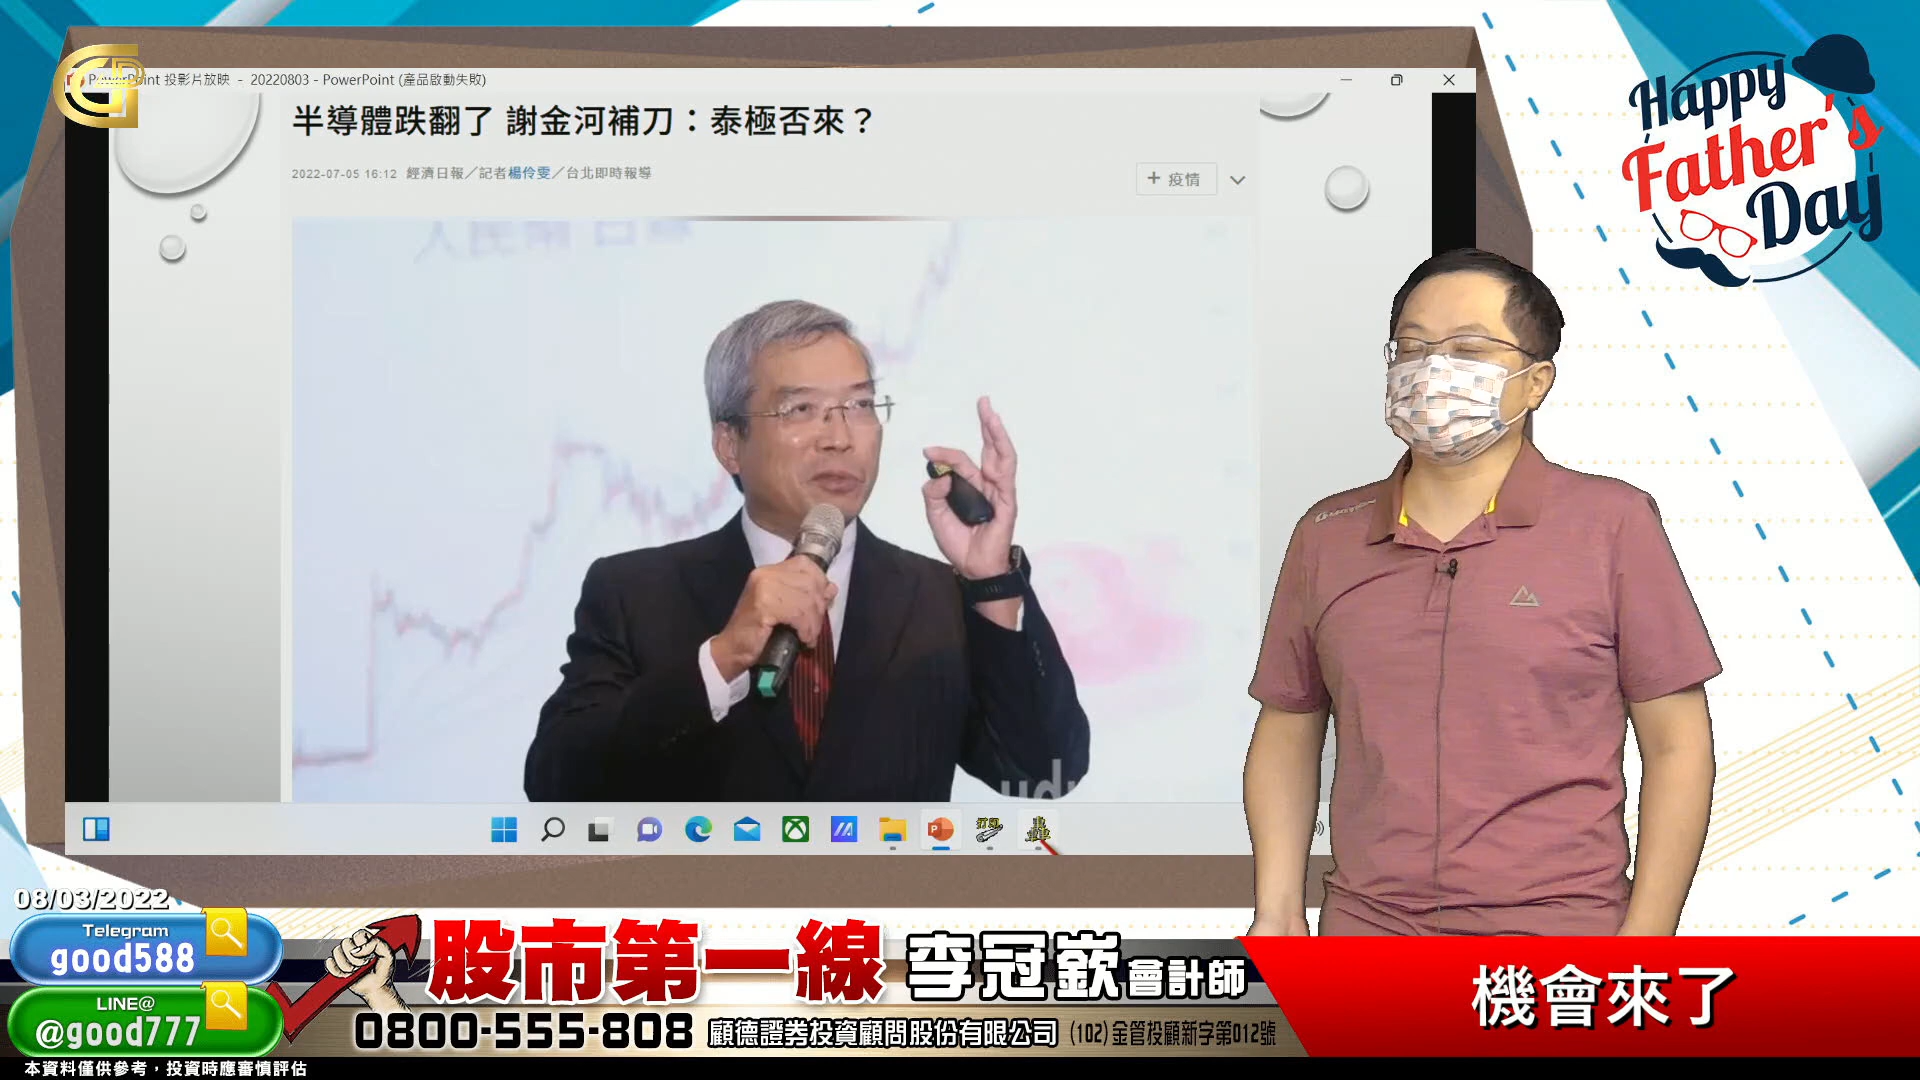 PowerPoint 投影片放映 - 20220803 - PowerPoint (產品啟動失敗)
半導體跌翻了 謝金河補刀：泰極否來？
2022-07-05 16:12 經濟日報／記者楊伶雯／台北即時報導
+ 疫情
人民幣 日線
Happy
Father's
Day
08/03/2022
Telegram
good588
LINE@
@good777
股市第一線 李冠嶔 會計師
0800-555-808 顧德證券投資顧問股份有限公司 (102)金管投顧新字第012號
機會來了
本資料僅供參考，投資時應審慎評估